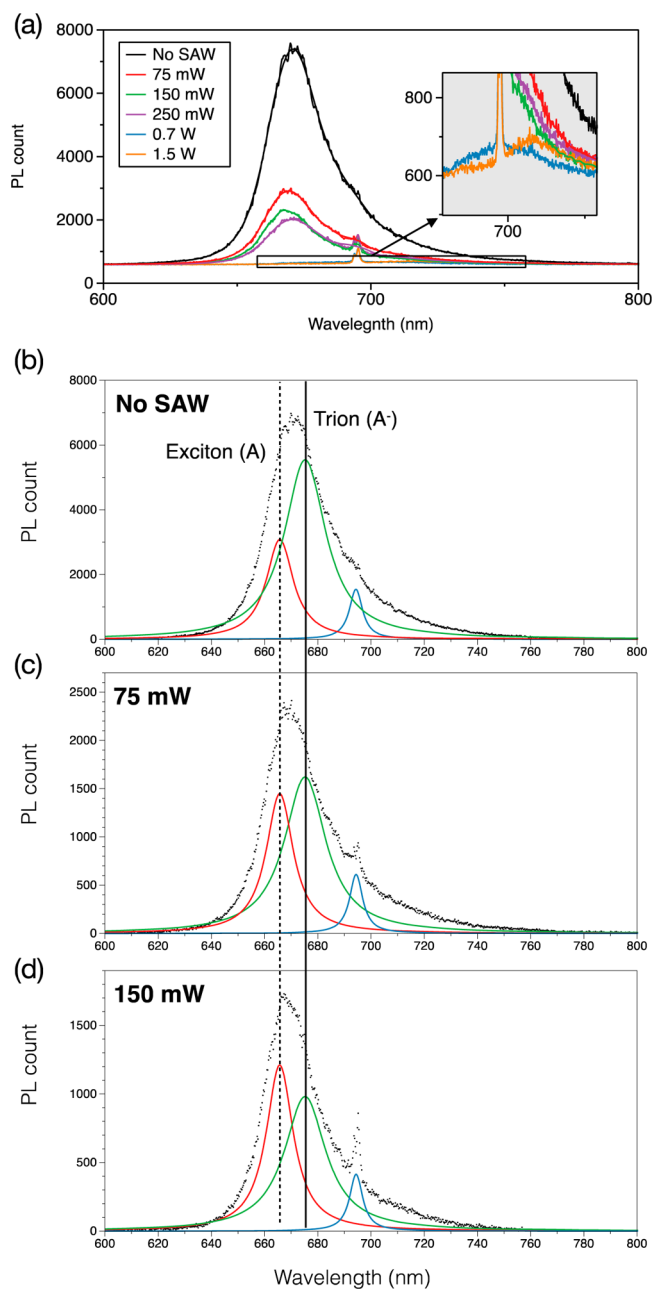 (a)
8000
6000
4000
2000
0
PL count
No SAW
75 mW
150 mW
250 mW
0.7 W
1.5 W
800
600
700
600
700
800
Wavelegnth (nm)
(b)
8000
6000
4000
2000
0
PL count
No SAW
Exciton (A)
Trion (A-)
600 620 640 660 680 700 720 740 760 780 800
(c)
2500
2000
1500
1000
500
0
PL count
75 mW
600 620 640 660 680 700 720 740 760 780 800
(d)
1500
1000
500
0
PL count
150 mW
600 620 640 660 680 700 720 740 760 780 800
Wavelength (nm)